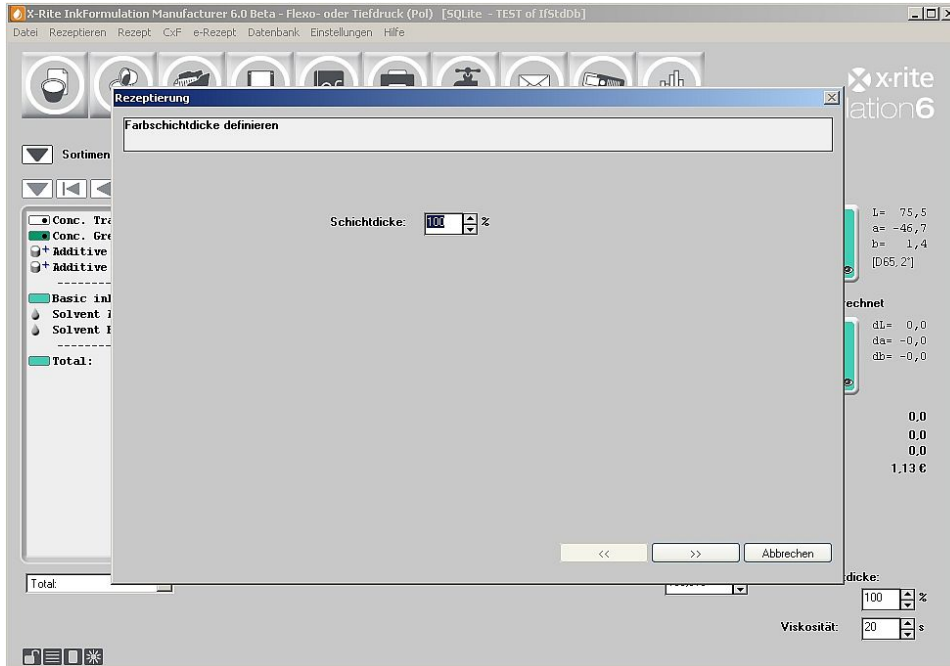 X-Rite InkFormulation Manufacturer 6.0 Beta - Flexo- oder Tiefdruck (Pol) [SQLite - TEST of IfStdDb]
Datei Rezeptieren Rezept CxF e-Rezept Datenbank Einstellungen Hilfe
x·rite
lation6
Rezeptierung
Farbschichtdicke definieren
Sortimen
Schichtdicke: 100 %
Conc. Tra
Conc. Gre
Additive
Additive
Basic ink
Solvent
Solvent
Total:
L= 75,5
a= -46,7
b= 1,4
[D65, 2°]
echnet
dL= 0,0
da= -0,0
db= -0,0
0,0
0,0
0,0
1,13 €
<< >> Abbrechen
Total:
dicke:
100 %
Viskosität: 20 s